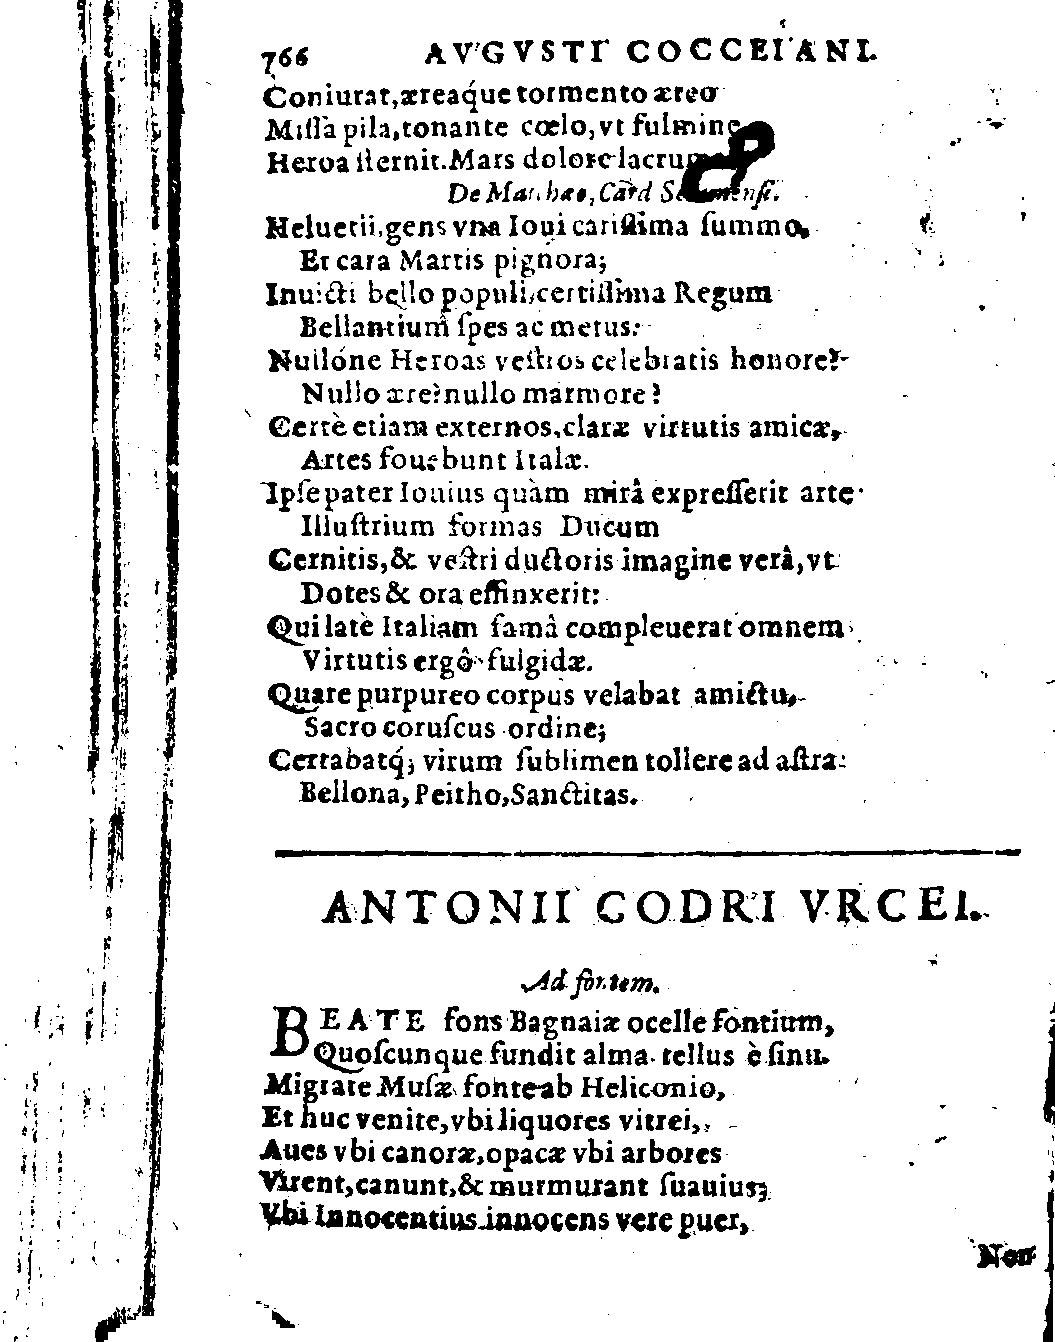 766 AVGVSTI COCCEIANI.
Coniurat, æreaq́ue tormento æreo
Missa pila, tonante cœlo, vt fulmine
Heroa sternit. Mars dolore
De Matthæo, Card
Heluetii, gens vna Ioui carissima summo,
Et cara Martis pignora;
Inuicti bello populi, certissima Regum
Bellantium spes ac metus:
Nullóne Heroas vestros celebratis honore?
Nullo ære? nullo marmore?
Certè etiam externos, claræ virtutis amicæ,
Artes fouebunt Italæ.
Ipse pater Iouius quàm mirâ expresserit arte
Illustrium formas Ducum
Cernitis, & vestri ductoris imagine verâ, vt
Dotes & ora effinxerit:
Qui latè Italiam famâ compleuerat omnem
Virtutis ergô fulgidæ.
Quare purpureo corpus velabat amictu,
Sacro coruscus ordine;
Certabatq́; virum sublimen tollere ad astra
Bellona, Peitho, Sanctitas.
ANTONII CODRI VRCEI.
Ad fontem.
BEATE fons Bagnaiæ ocelle fontium,
Quoscunque fundit alma tellus è sinu.
Migrate Musæ fonte ab Heliconio,
Et huc venite, vbi liquores vitrei,
Aues vbi canoræ, opacæ vbi arbores
Virent, canunt, & murmurant suauius;
Vbi Innocentius innocens vere puer,
Non